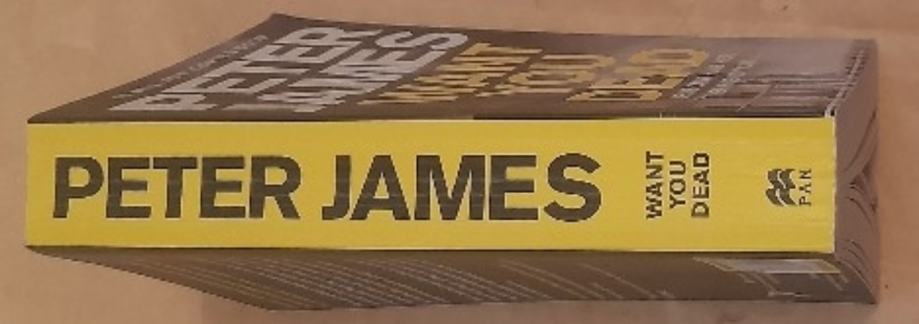 PETER
JAMES
WANT
YOU
DEAD
PETER JAMES
WANT
YOU
DEAD
PAN